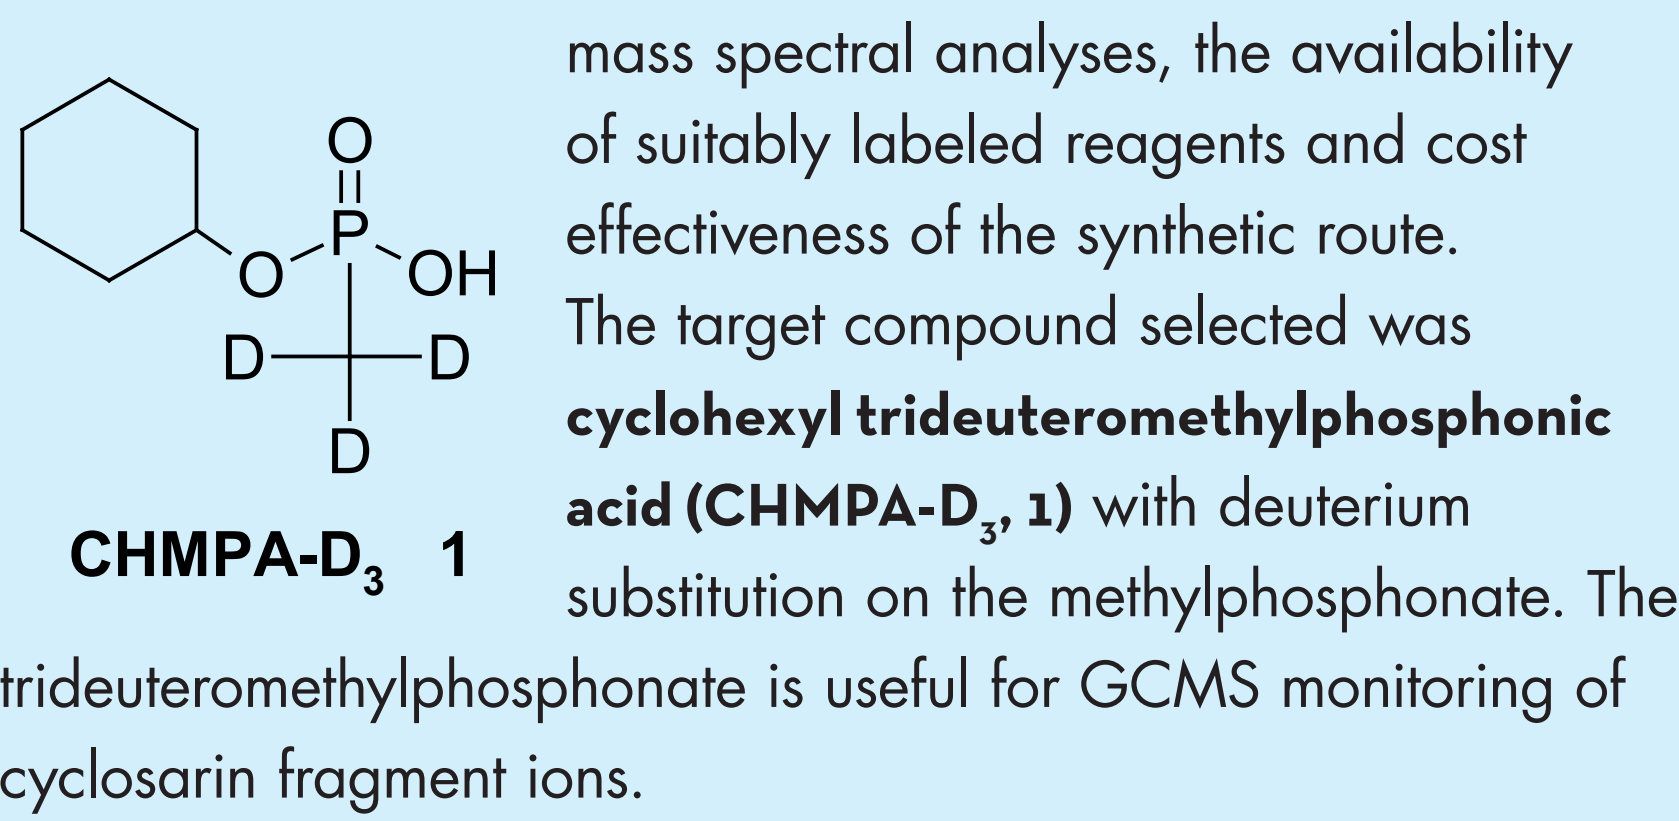 O
P
O
OH
D
D
D
CHMPA-D₃ 1
mass spectral analyses, the availability
of suitably labeled reagents and cost
effectiveness of the synthetic route.
The target compound selected was
cyclohexyl trideuteromethylphosphonic
acid (CHMPA-D₃, 1) with deuterium
substitution on the methylphosphonate. The
trideuteromethylphosphonate is useful for GCMS monitoring of
cyclosarin fragment ions.